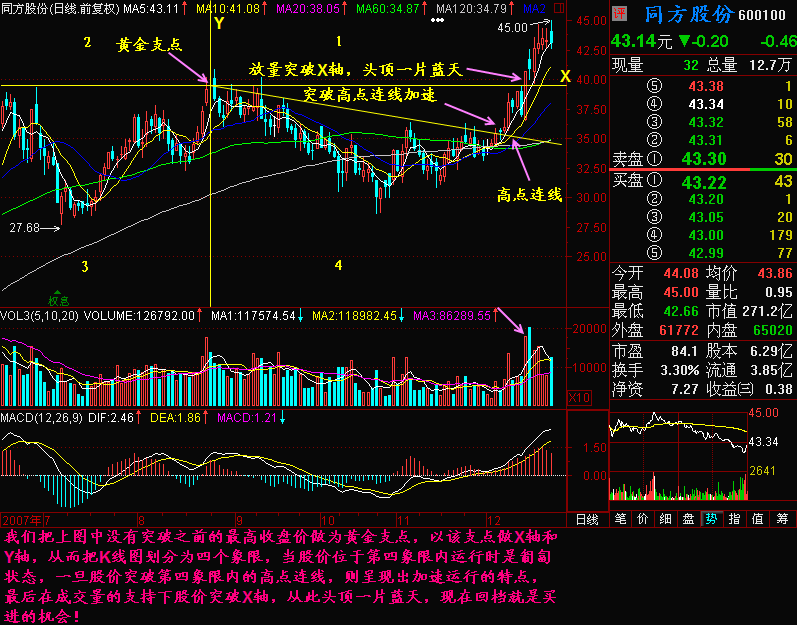 同方股份(日线.前复权) MA5:43.11↑ MA10:41.08↑ MA20:38.05↑ MA60:34.87↑ MA120:34.79↑ MA2
45.00
42.50
40.00
37.50
35.00
32.50
30.00
27.50
25.00
Y
X
2
1
3
4
黄金支点
放量突破X轴，头顶一片蓝天
突破高点连线加速
高点连线
45.00
27.68
权息
VOL3(5,10,20) VOLUME:126792.00↑ MA1:117574.54↓ MA2:118982.45↓ MA3:86289.55↑
20000
10000
X10
MACD(12,26,9) DIF:2.46↑ DEA:1.86↑ MACD:1.21↓
1.50
0.00
2007年7 8 9 10 11 12 日线
评 同方股份 600100
43.14元 ▼-0.20 -0.46
现量 32 总量 12.7万
⑤ 43.38 1
④ 43.34 10
③ 43.32 58
② 43.31 6
卖盘① 43.30 30
买盘① 43.22 43
② 43.20 1
③ 43.05 20
④ 43.00 179
⑤ 42.99 77
今开 44.08 均价 43.86
最高 45.00 量比 0.95
最低 42.66 市值 271.2亿
外盘 61772 内盘 65020
市盈 84.1 股本 6.29亿
换手 3.30% 流通 3.85亿
净资 7.27 收益㈢ 0.38
45.00
43.34
2641
笔 价 细 盘 势 指 值 筹
我们把上图中没有突破之前的最高收盘价做为黄金支点，以该支点做X轴和
Y轴，从而把K线图划分为四个象限，当股价位于第四象限内运行时是匍匐
状态，一旦股价突破第四象限内的高点连线，则呈现出加速运行的特点，
最后在成交量的支持下股价突破X轴，从此头顶一片蓝天，现在回档就是买
进的机会！